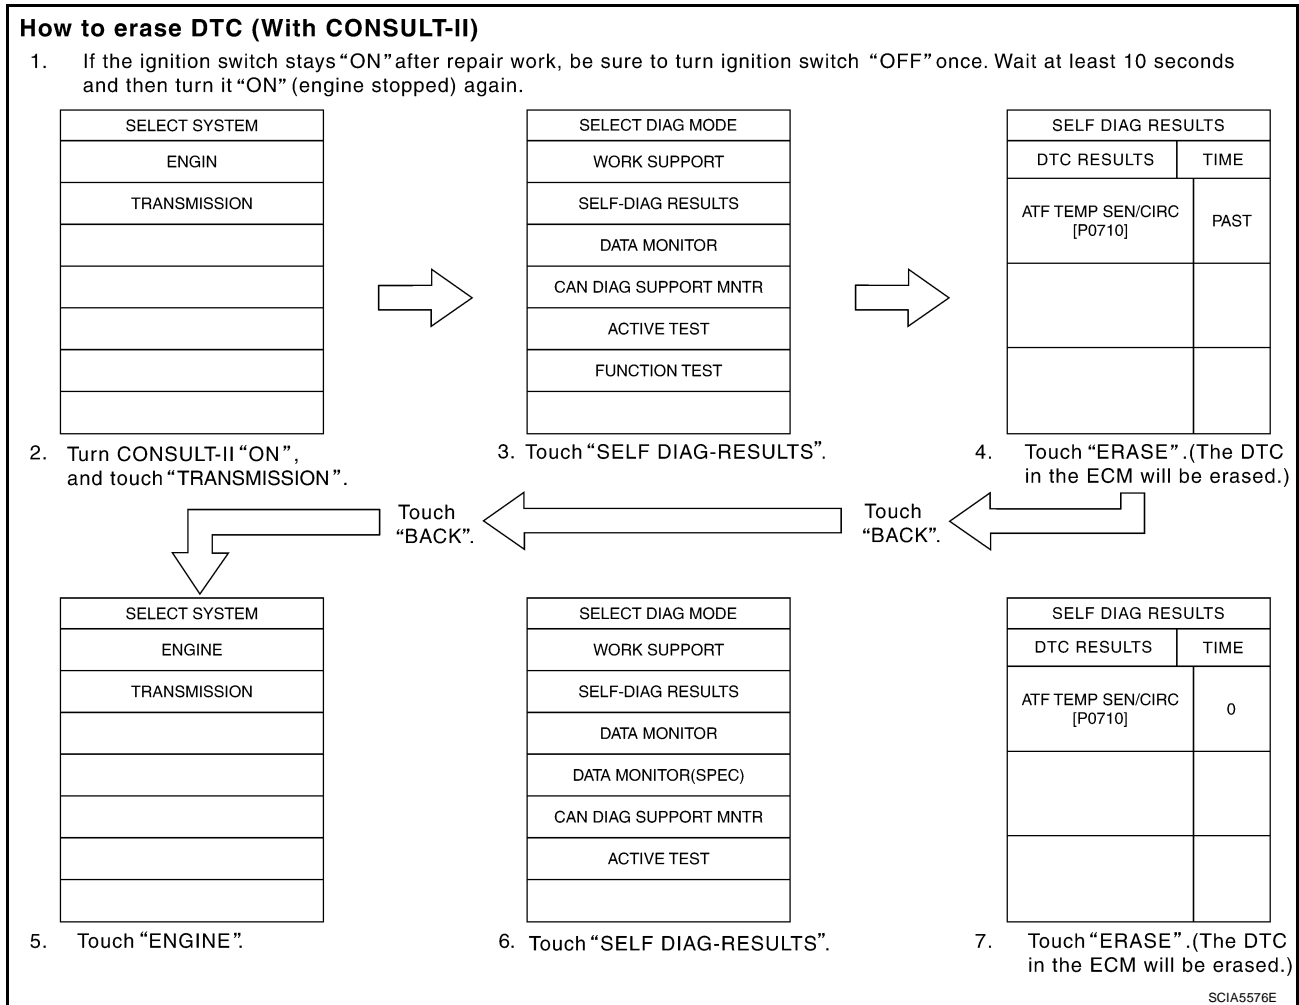 How to erase DTC (With CONSULT-II)
1. If the ignition switch stays “ON” after repair work, be sure to turn ignition switch “OFF” once. Wait at least 10 seconds
and then turn it “ON” (engine stopped) again.
SELECT SYSTEM
ENGIN
TRANSMISSION
SELECT DIAG MODE
WORK SUPPORT
SELF-DIAG RESULTS
DATA MONITOR
CAN DIAG SUPPORT MNTR
ACTIVE TEST
FUNCTION TEST
SELF DIAG RESULTS
DTC RESULTS TIME
ATF TEMP SEN/CIRC
[P0710]
PAST
2. Turn CONSULT-II “ON”,
and touch “TRANSMISSION”.
3. Touch “SELF DIAG-RESULTS”.
4. Touch “ERASE”.(The DTC
in the ECM will be erased.)
Touch
“BACK”.
Touch
“BACK”.
SELECT SYSTEM
ENGINE
TRANSMISSION
SELECT DIAG MODE
WORK SUPPORT
SELF-DIAG RESULTS
DATA MONITOR
DATA MONITOR(SPEC)
CAN DIAG SUPPORT MNTR
ACTIVE TEST
SELF DIAG RESULTS
DTC RESULTS TIME
ATF TEMP SEN/CIRC
[P0710]
0
5. Touch “ENGINE”.
6. Touch “SELF DIAG-RESULTS”.
7. Touch “ERASE”.(The DTC
in the ECM will be erased.)
SCIA5576E